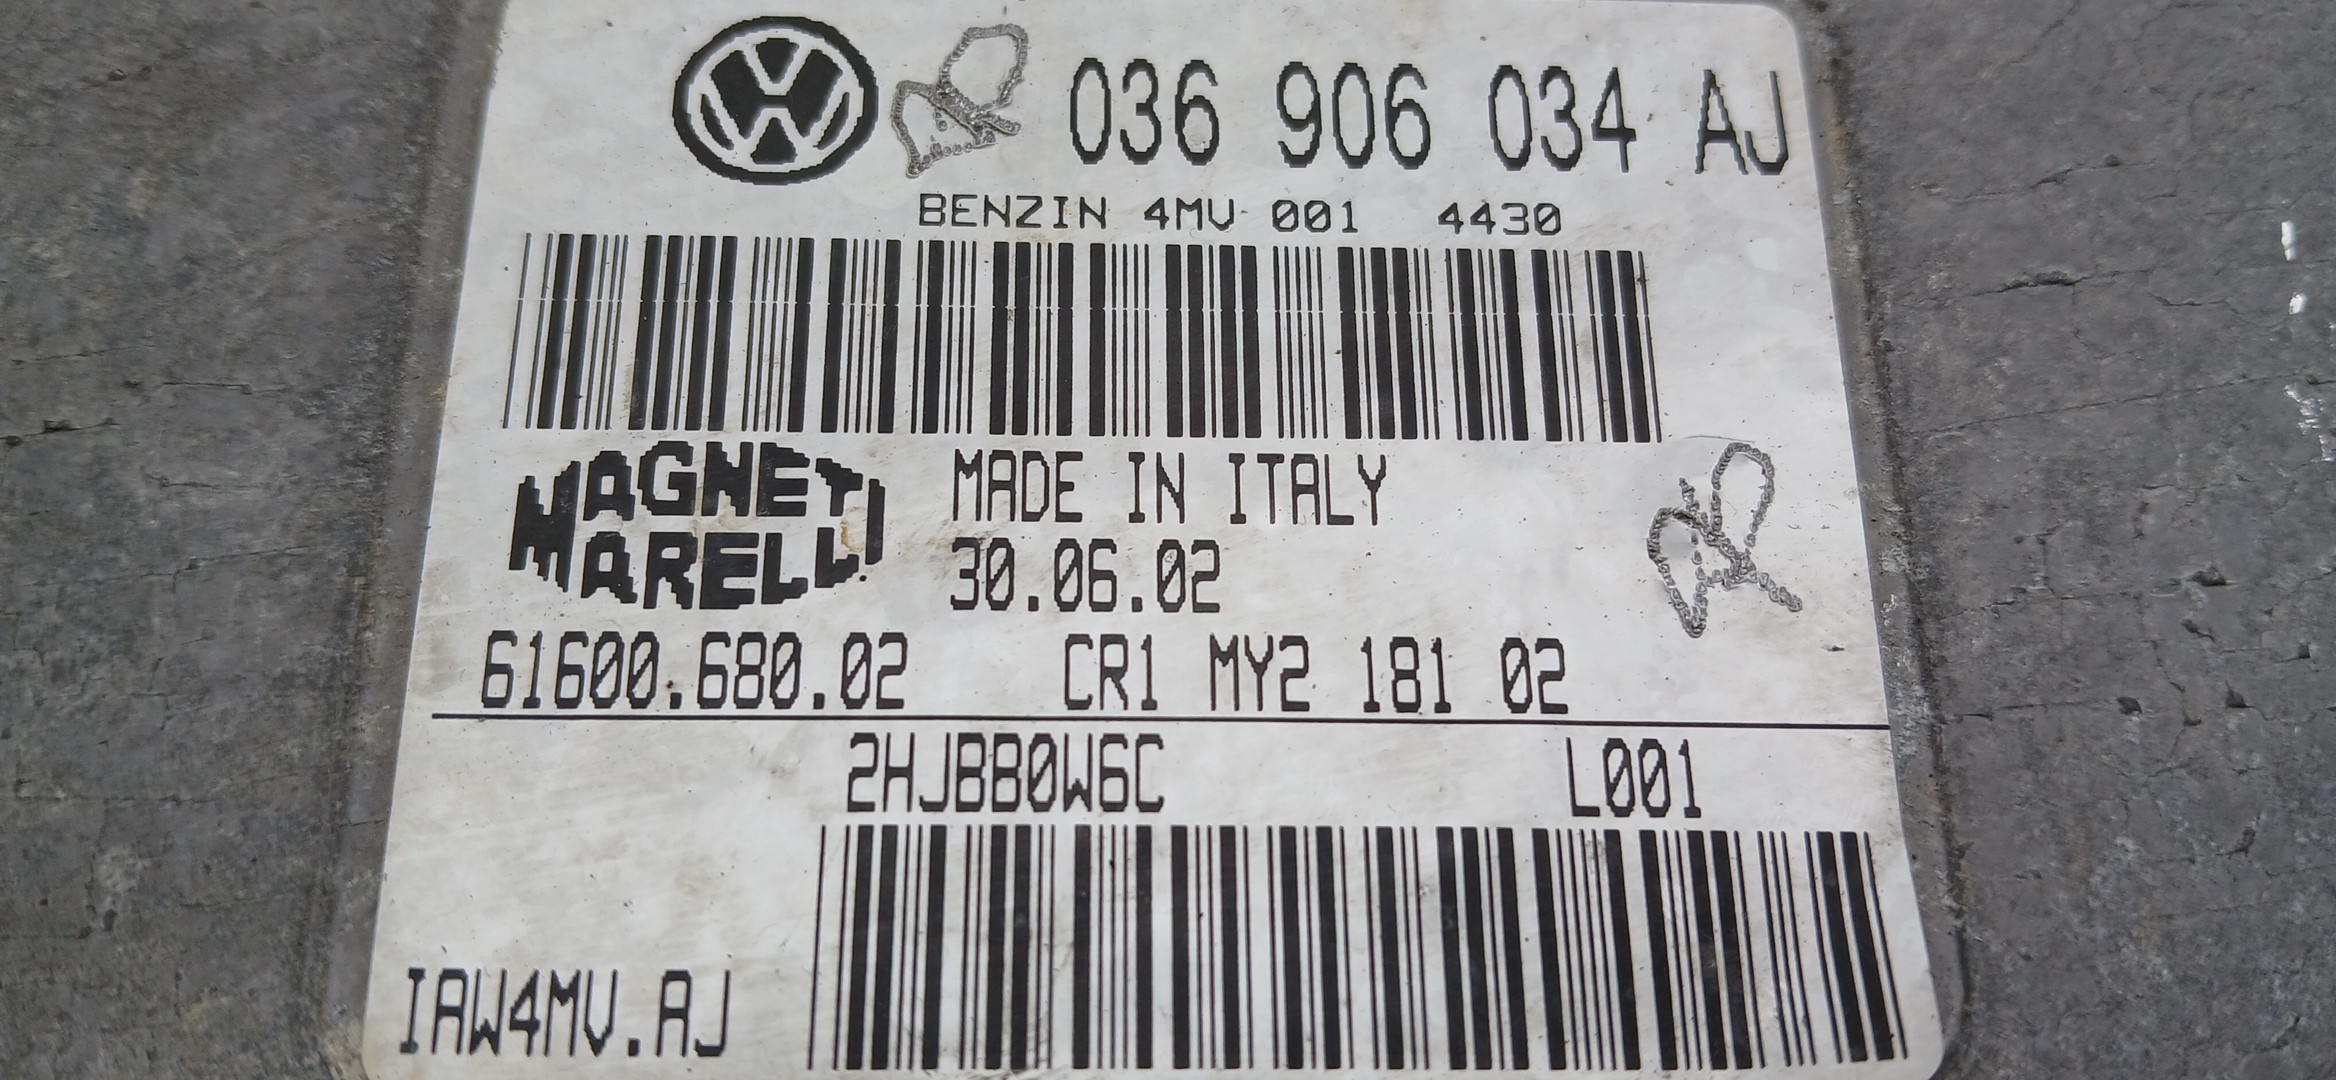 036 906 034 AJ
BENZIN 4MV 001 4430
MAGNETI
MARELLI
MADE IN ITALY
30.06.02
61600.680.02 CR1 MY2 181 02
2HJBB0W6C L001
IAW4MV.AJ